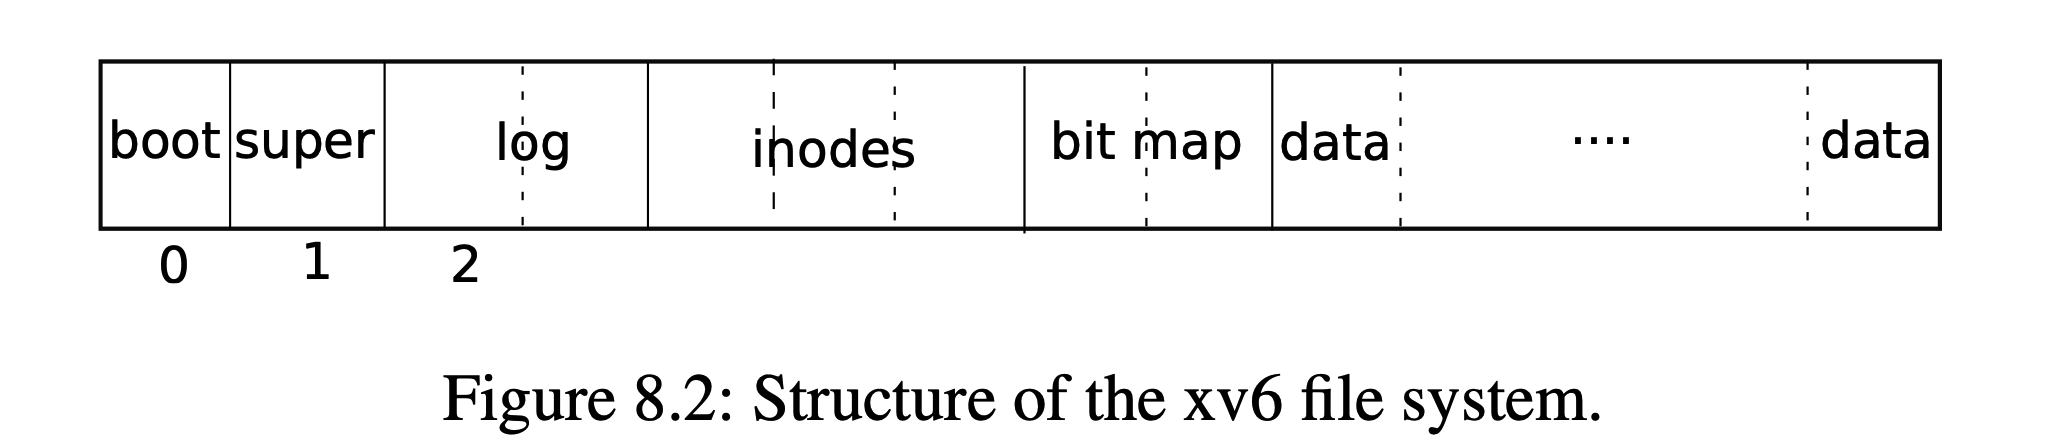 boot super log inodes bit map data .... data
0 1 2
Figure 8.2: Structure of the xv6 file system.